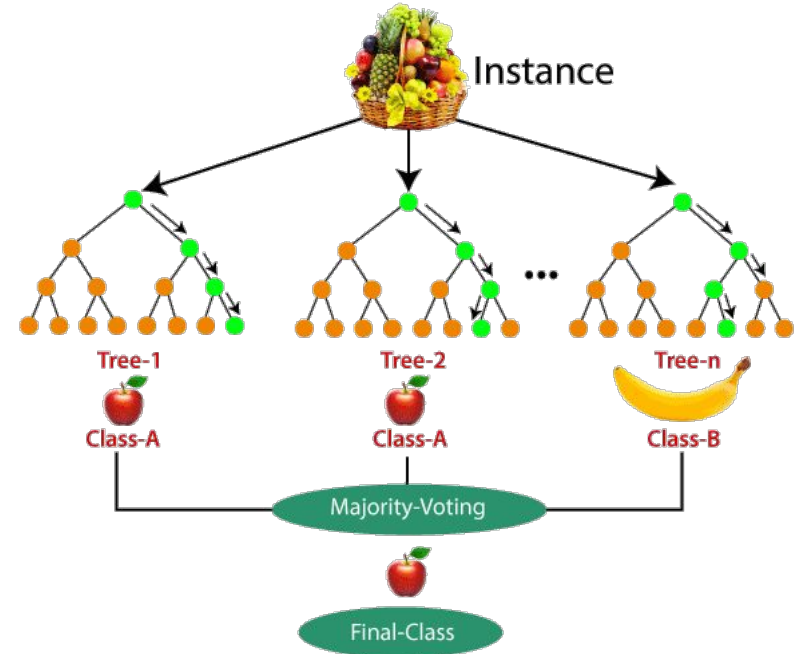 Instance
...
Tree-1
Tree-2
Tree-n
Class-A
Class-A
Class-B
Majority-Voting
Final-Class